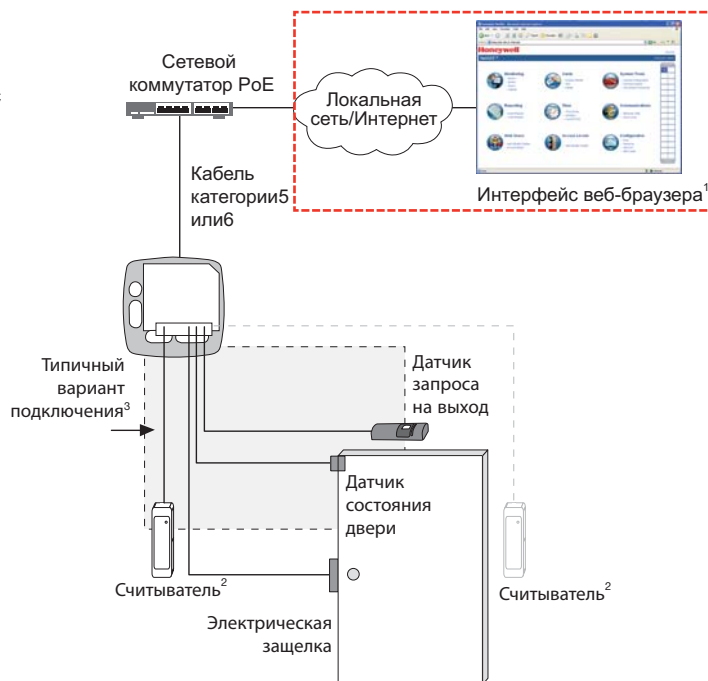 Сетевой
коммутатор PoE
Локальная
сеть/Интернет
Honeywell
Интерфейс веб-браузера¹
Кабель
категории5
или6
Типичный
вариант
подключения³
Датчик
запроса
на выход
Датчик
состояния
двери
Считыватель²
Считыватель²
Электрическая
защелка